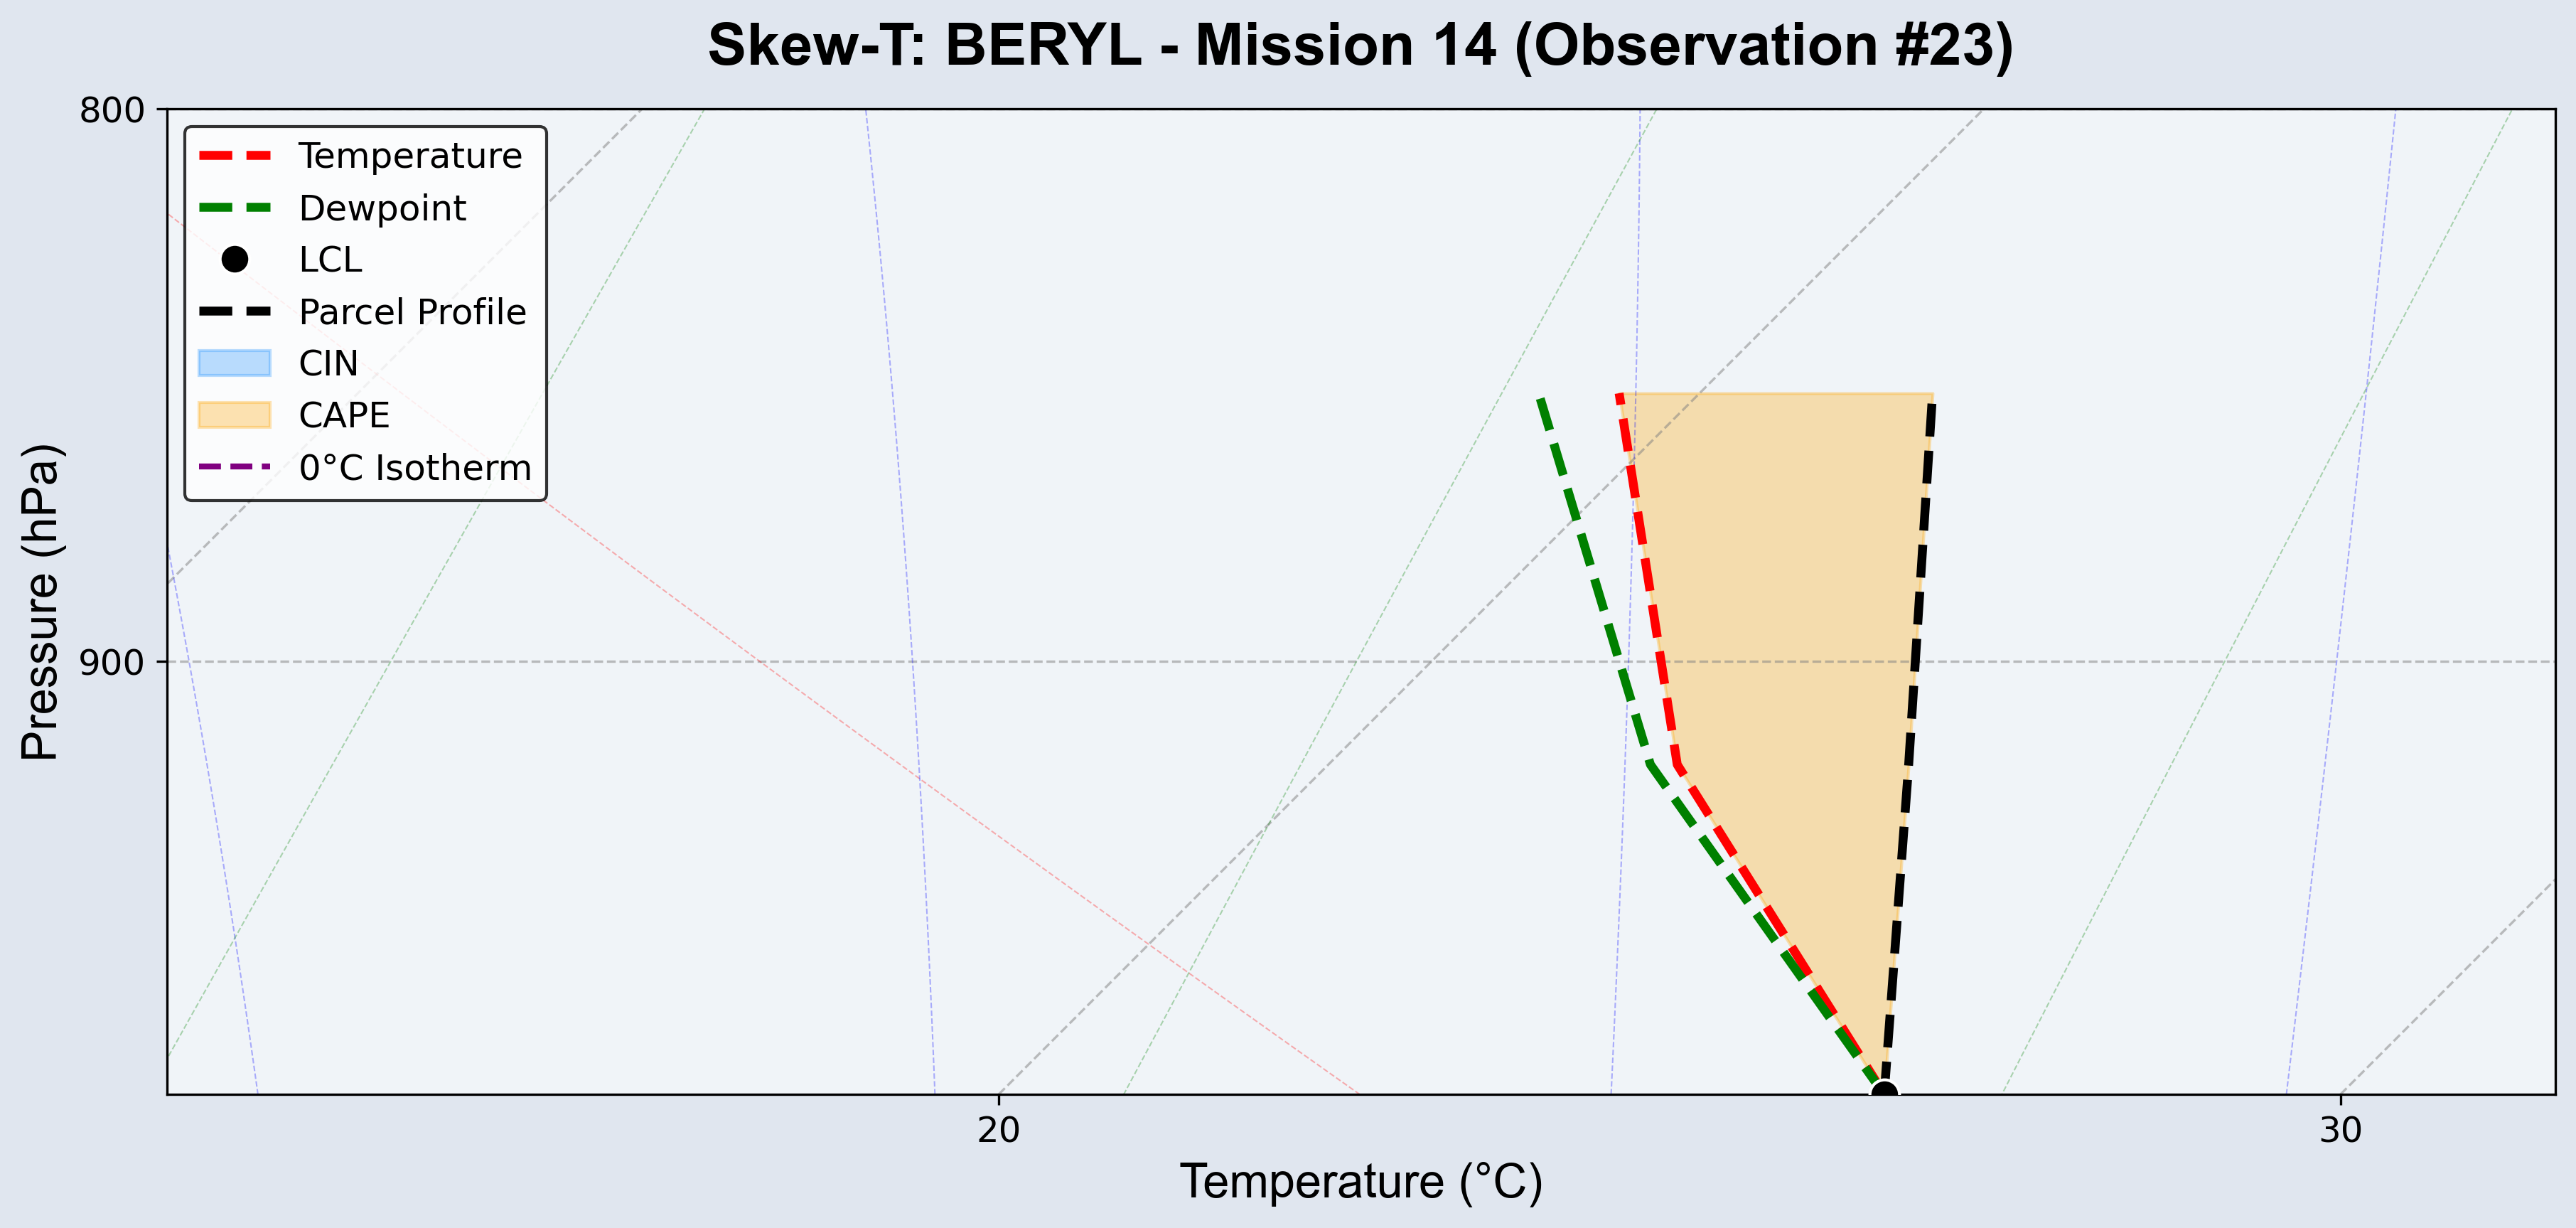 Skew-T: BERYL - Mission 14 (Observation #23)
800
Temperature
Dewpoint
LCL
Parcel Profile
CIN
CAPE
0°C Isotherm
Pressure (hPa)
900
20
30
Temperature (°C)